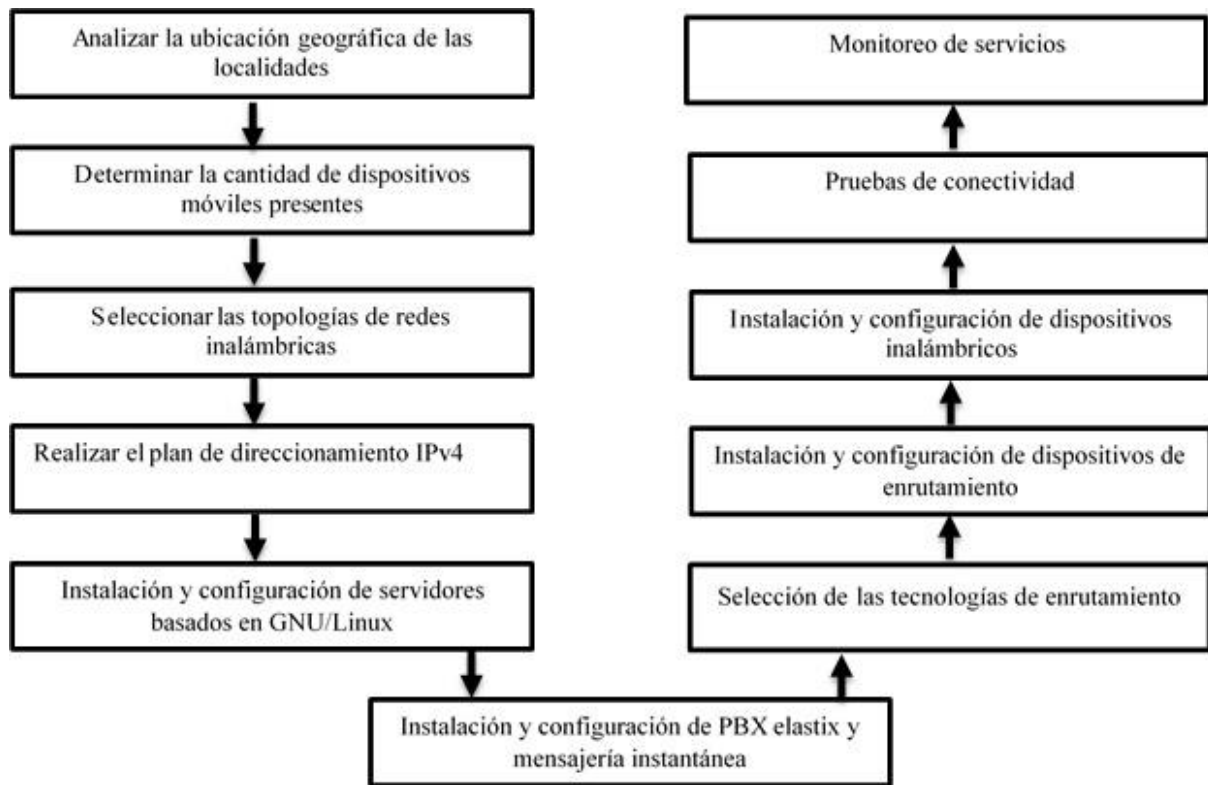 Analizar la ubicación geográfica de las
localidades
Determinar la cantidad de dispositivos
móviles presentes
Seleccionar las topologías de redes
inalámbricas
Realizar el plan de direccionamiento IPv4
Instalación y configuración de servidores
basados en GNU/Linux
Instalación y configuración de PBX elastix y
mensajería instantánea
Selección de las tecnologías de enrutamiento
Instalación y configuración de dispositivos de
enrutamiento
Instalación y configuración de dispositivos
inalámbricos
Pruebas de conectividad
Monitoreo de servicios